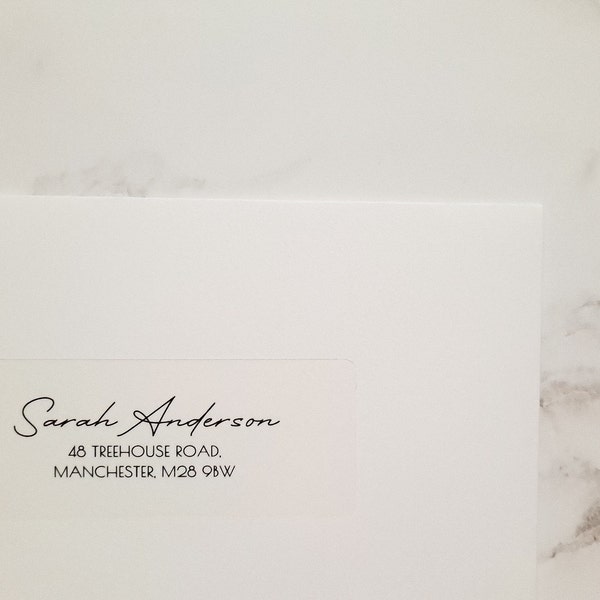 Sarah Anderson
48 TREEHOUSE ROAD,
MANCHESTER, M28 9BW